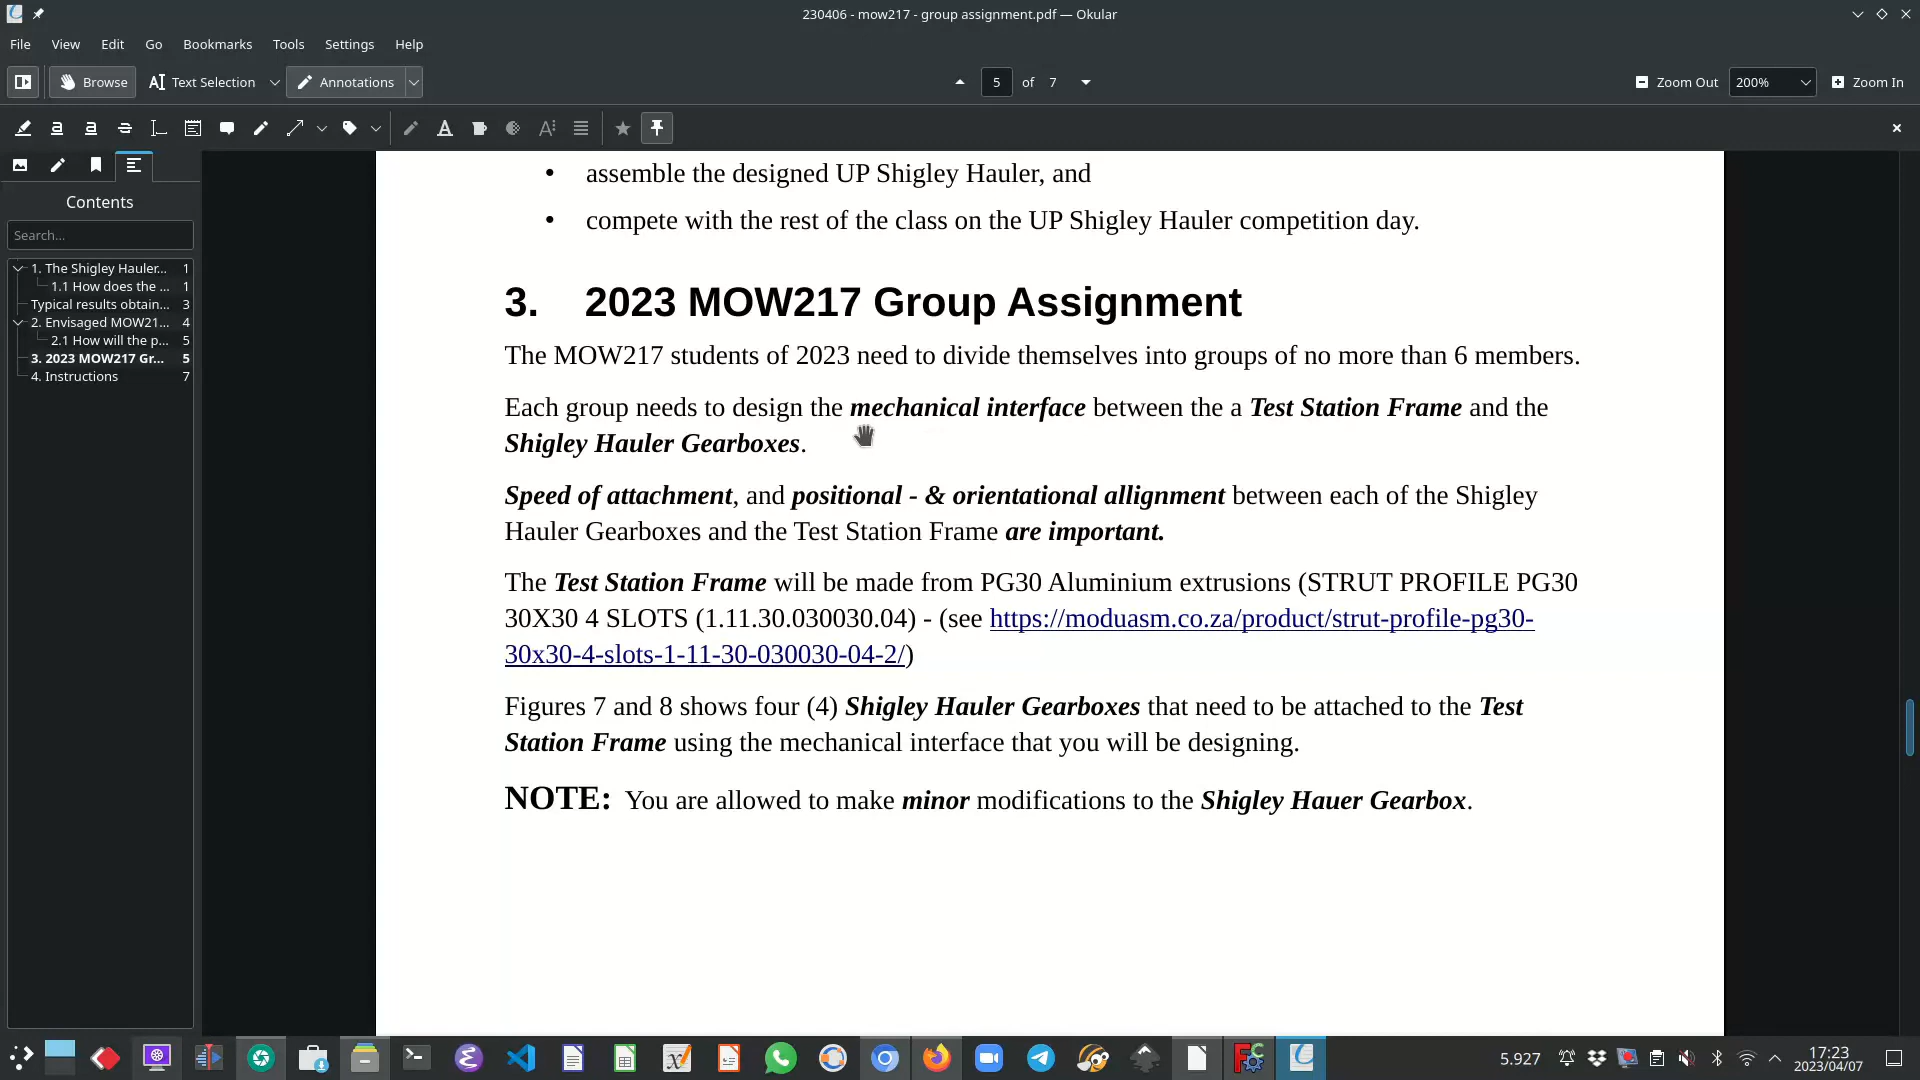 230406 - mow217 - group assignment.pdf — Okular
File View Edit Go Bookmarks Tools Settings Help
Browse Text Selection Annotations 5 of 7 Zoom Out 200% Zoom In
Contents
Search...
1. The Shigley Hauler... 1
1.1 How does the ... 1
Typical results obtain... 3
2. Envisaged MOW21... 4
2.1 How will the p... 5
3. 2023 MOW217 Gr... 5
4. Instructions 7
• assemble the designed UP Shigley Hauler, and
• compete with the rest of the class on the UP Shigley Hauler competition day.
3. 2023 MOW217 Group Assignment
The MOW217 students of 2023 need to divide themselves into groups of no more than 6 members.
Each group needs to design the mechanical interface between the a Test Station Frame and the
Shigley Hauler Gearboxes.
Speed of attachment, and positional - & orientational allignment between each of the Shigley
Hauler Gearboxes and the Test Station Frame are important.
The Test Station Frame will be made from PG30 Aluminium extrusions (STRUT PROFILE PG30
30X30 4 SLOTS (1.11.30.030030.04) - (see https://moduasm.co.za/product/strut-profile-pg30-
30x30-4-slots-1-11-30-030030-04-2/)
Figures 7 and 8 shows four (4) Shigley Hauler Gearboxes that need to be attached to the Test
Station Frame using the mechanical interface that you will be designing.
NOTE: You are allowed to make minor modifications to the Shigley Hauer Gearbox.
5.927 17:23
2023/04/07